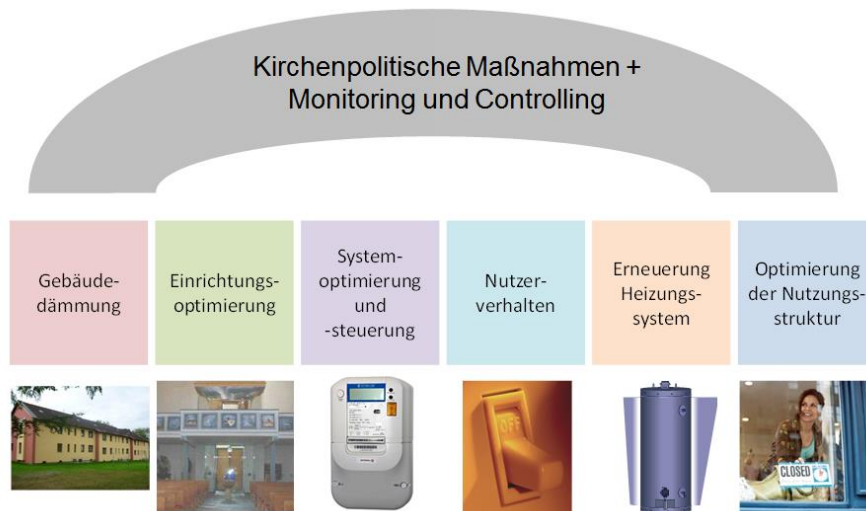 Kirchenpolitische Maßnahmen +
Monitoring und Controlling
Gebäude-
dämmung
Einrichtungs-
optimierung
System-
optimierung
und
-steuerung
Nutzer-
verhalten
Erneuerung
Heizungs-
system
Optimierung
der Nutzungs-
struktur
OFF
CLOSED